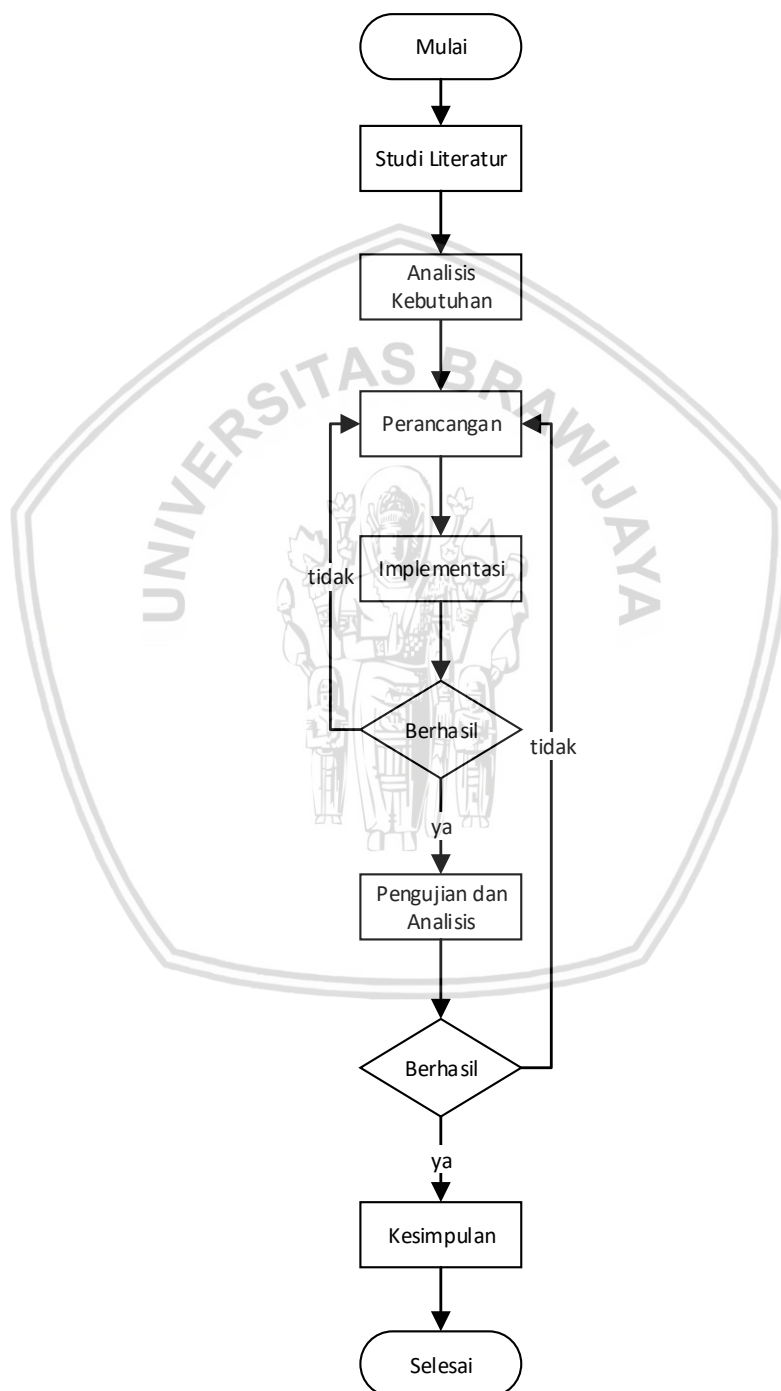 Mulai
Studi Literatur
Analisis
Kebutuhan
UNIVERSITAS BRAWIJAYA
Perancangan
tidak
Implementasi
Berhasil
tidak
ya
Pengujian dan
Analisis
Berhasil
ya
Kesimpulan
Selesai